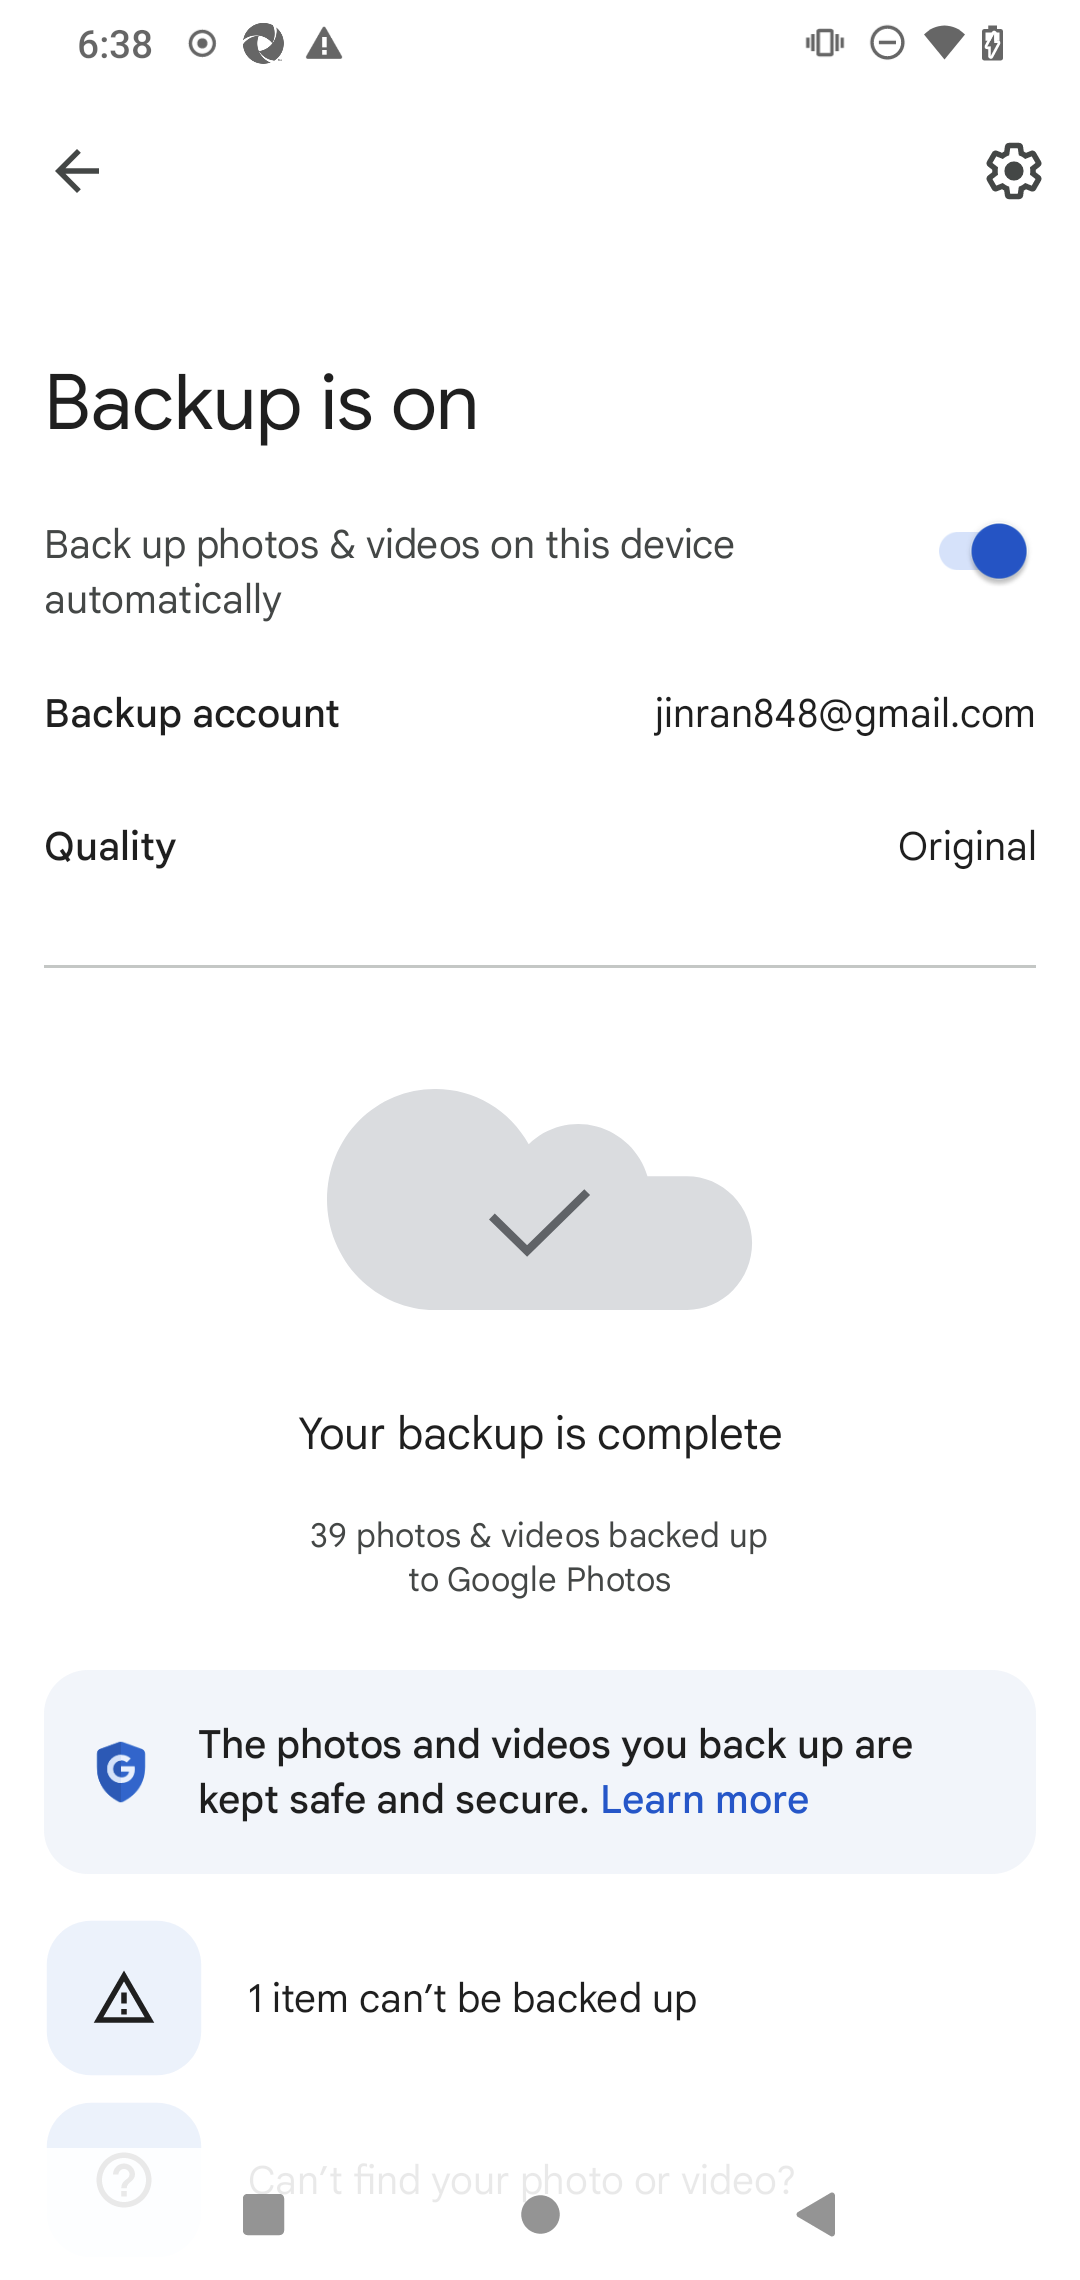 6:38
Backup is on
Back up photos & videos on this device
automatically
Backup account
jinran848@gmail.com
Quality
Original
Your backup is complete
39 photos & videos backed up
to Google Photos
The photos and videos you back up are
kept safe and secure. Learn more
1 item can’t be backed up
Can’t find your photo or video?